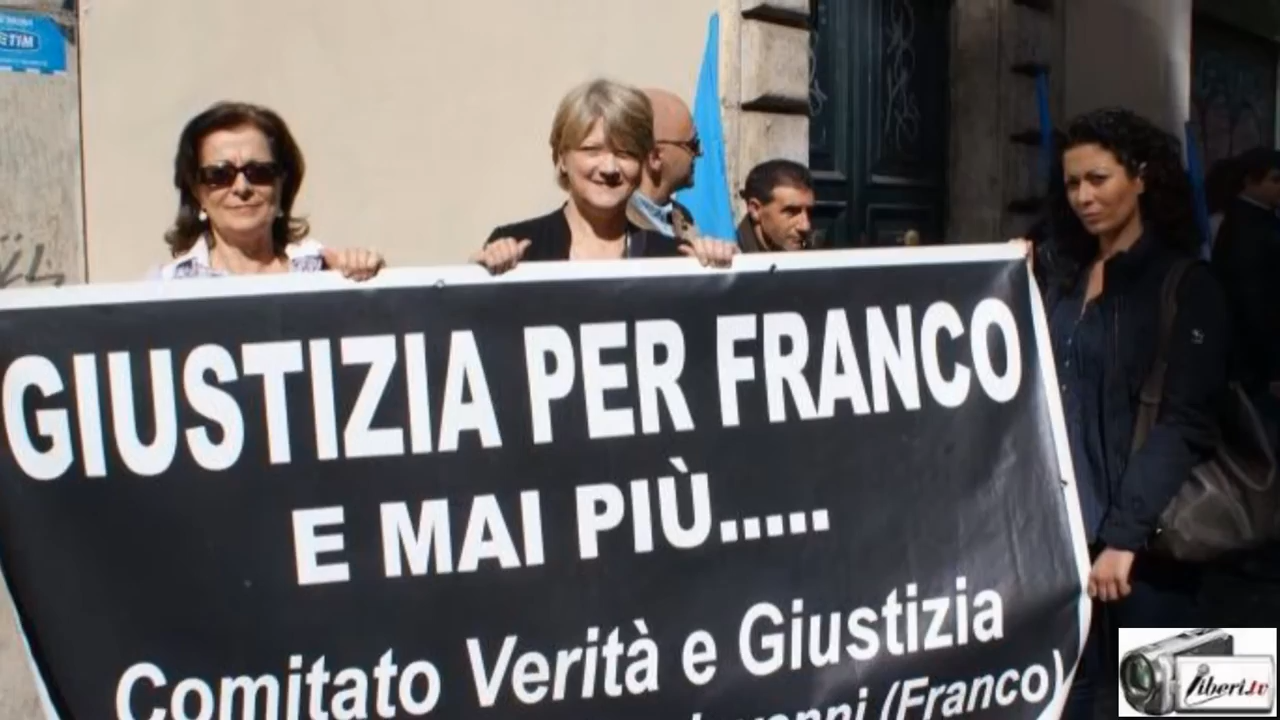 TIM
GIUSTIZIA PER FRANCO
E MAI PIÙ.....
Comitato Verità e Giustizia
(Franco)
liberi.tv